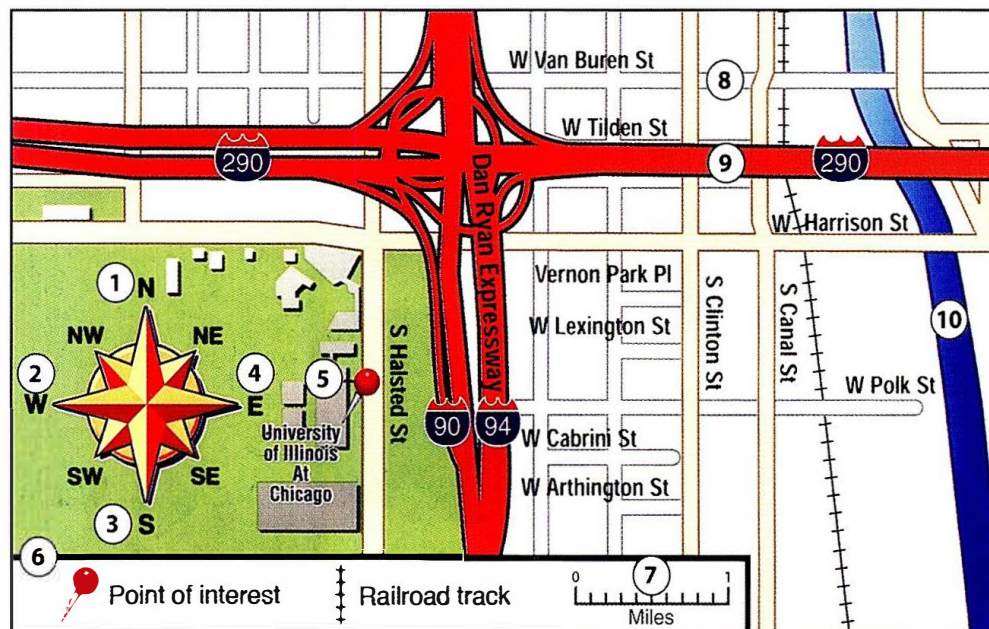 W Van Buren St
8
W Tilden St
290
9
290
Dan Ryan Expressway
W Harrison St
1
N
NW
NE
2
W
4
E
SW
SE
3
S
5
University
of Illinois
At
Chicago
S Halsted St
90
94
Vernon Park Pl
W Lexington St
S Clinton St
S Canal St
10
W Polk St
W Cabrini St
W Arthington St
6
Point of interest
Railroad track
0
7
1
Miles